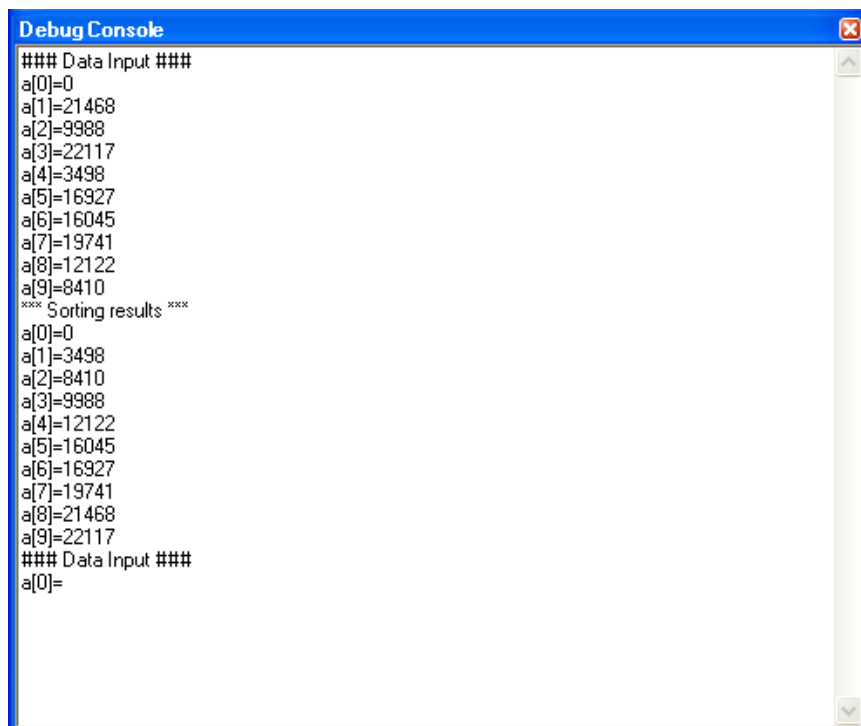 Debug Console
### Data Input ###
a[0]=0
a[1]=21468
a[2]=9988
a[3]=22117
a[4]=3498
a[5]=16927
a[6]=16045
a[7]=19741
a[8]=12122
a[9]=8410
*** Sorting results ***
a[0]=0
a[1]=3498
a[2]=8410
a[3]=9988
a[4]=12122
a[5]=16045
a[6]=16927
a[7]=19741
a[8]=21468
a[9]=22117
### Data Input ###
a[0]=